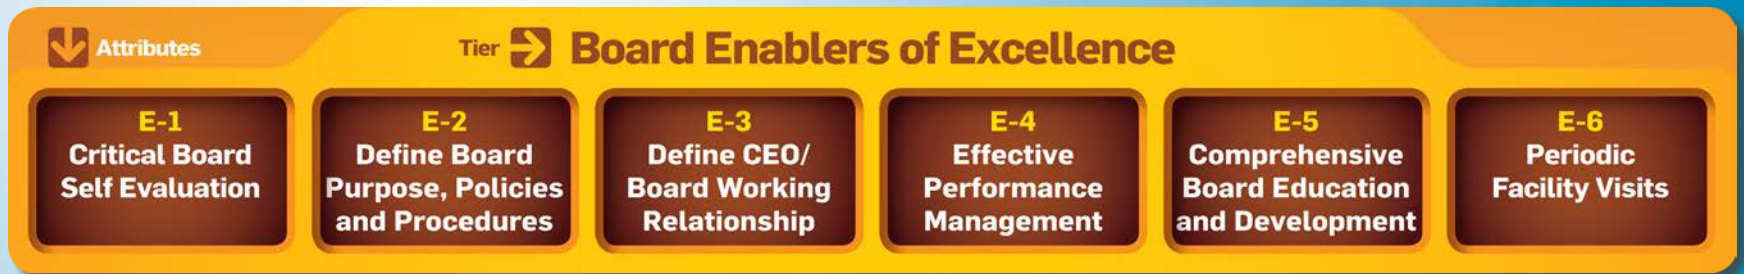 Attributes
Tier Board Enablers of Excellence
E-1
Critical Board
Self Evaluation
E-2
Define Board
Purpose, Policies
and Procedures
E-3
Define CEO/
Board Working
Relationship
E-4
Effective
Performance
Management
E-5
Comprehensive
Board Education
and Development
E-6
Periodic
Facility Visits